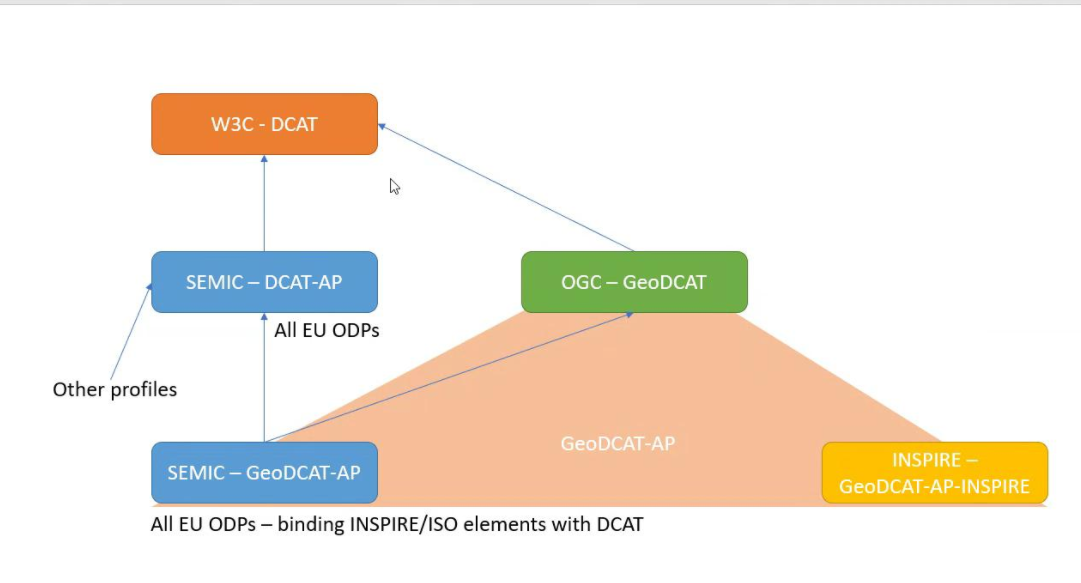 W3C - DCAT
SEMIC – DCAT-AP
OGC – GeoDCAT
All EU ODPs
Other profiles
GeoDCAT-AP
SEMIC – GeoDCAT-AP
INSPIRE –
GeoDCAT-AP-INSPIRE
All EU ODPs – binding INSPIRE/ISO elements with DCAT